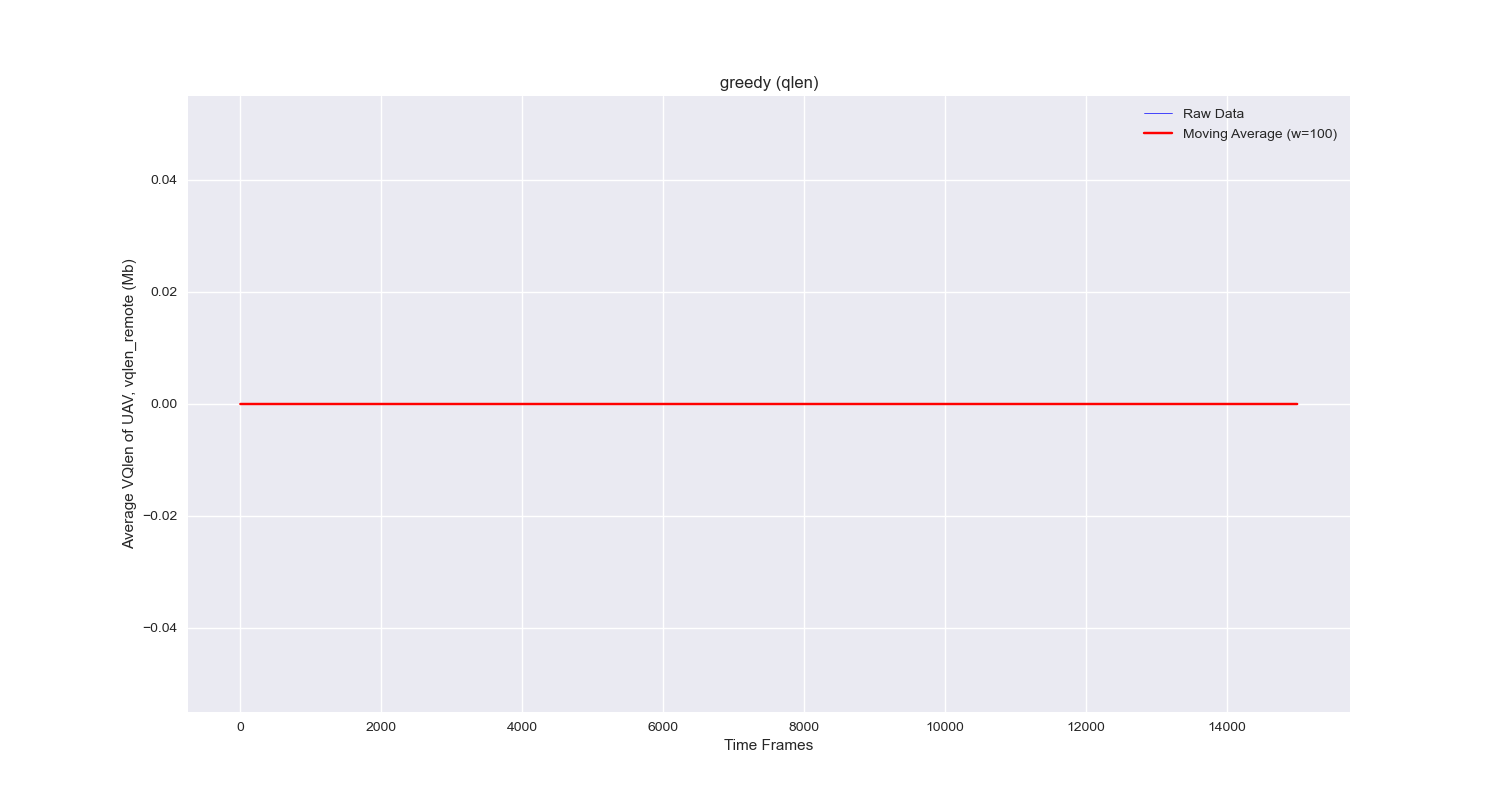 greedy (qlen)
Raw Data
Moving Average (w=100)
Average VQlen of UAV, vqlen_remote (Mb)
0.04
0.02
0.00
−0.02
−0.04
0 2000 4000 6000 8000 10000 12000 14000
Time Frames